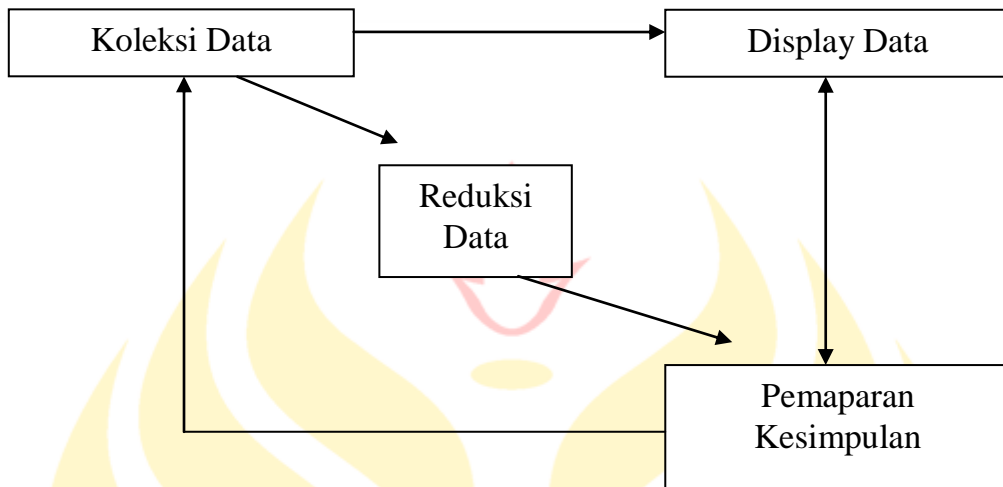 Koleksi Data
Display Data
Reduksi
Data
Pemaparan
Kesimpulan